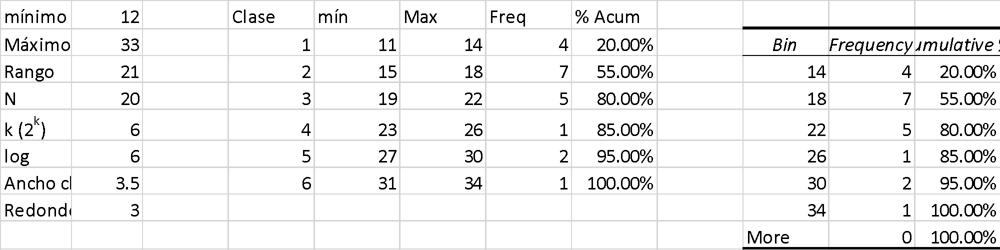 mínimo 12 Clase mín Max Freq % Acum
Máximo 33 1 11 14 4 20.00% Bin Frequency umulative %
Rango 21 2 15 18 7 55.00% 14 4 20.00%
N 20 3 19 22 5 80.00% 18 7 55.00%
k (2^k) 6 4 23 26 1 85.00% 22 5 80.00%
log 6 5 27 30 2 95.00% 26 1 85.00%
Ancho cl 3.5 6 31 34 1 100.00% 30 2 95.00%
Redond 3 34 1 100.00%
More 0 100.00%